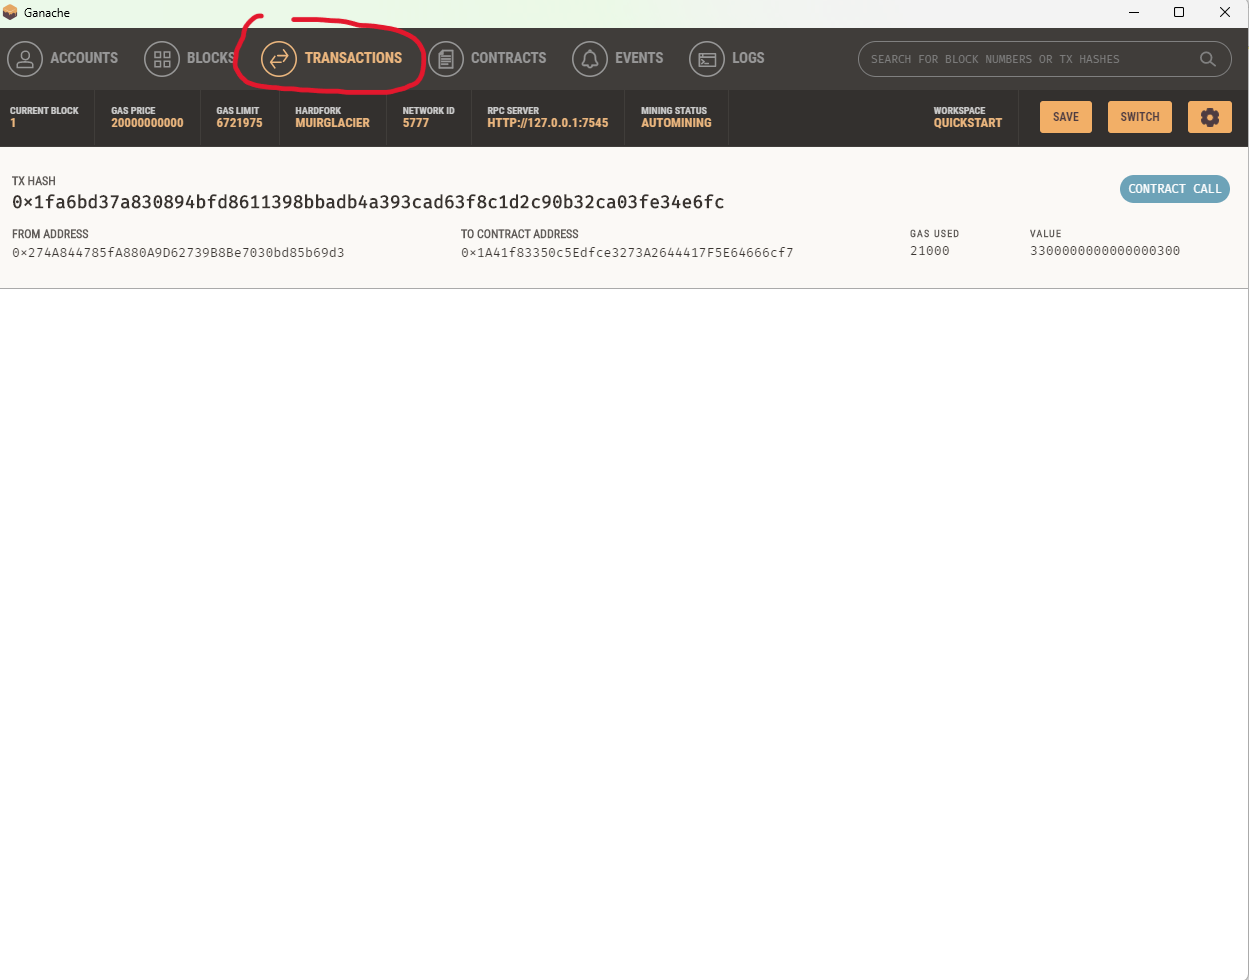 Ganache
ACCOUNTS BLOCKS TRANSACTIONS CONTRACTS EVENTS LOGS SEARCH FOR BLOCK NUMBERS OR TX HASHES
CURRENT BLOCK GAS PRICE GAS LIMIT HARDFORK NETWORK ID RPC SERVER MINING STATUS WORKSPACE
1 20000000000 6721975 MUIRGLACIER 5777 HTTP://127.0.0.1:7545 AUTOMINING QUICKSTART SAVE SWITCH
TX HASH
0×1fa6bd37a830894bfd8611398bbadb4a393cad63f8c1d2c90b32ca03fe34e6fc CONTRACT CALL
FROM ADDRESS TO CONTRACT ADDRESS GAS USED VALUE
0×274A844785fA880A9D62739B8Be7030bd85b69d3 0×1A41f83350c5Edfce3273A2644417F5E64666cf7 21000 3300000000000000300